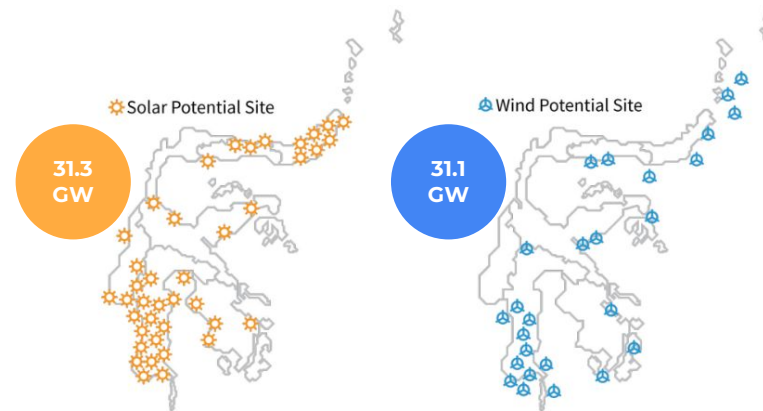 Solar Potential Site
31.3
GW
Wind Potential Site
31.1
GW